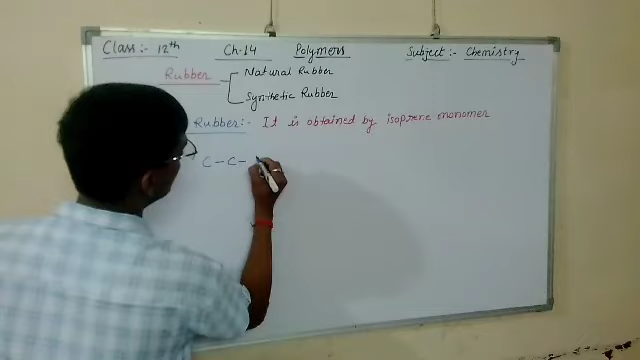 Class:- 12th Ch-14 Polymers Subject:- Chemistry
Rubber Natural Rubber
Synthetic Rubber
Rubber:- It is obtained by isoprene monomer
C-C-